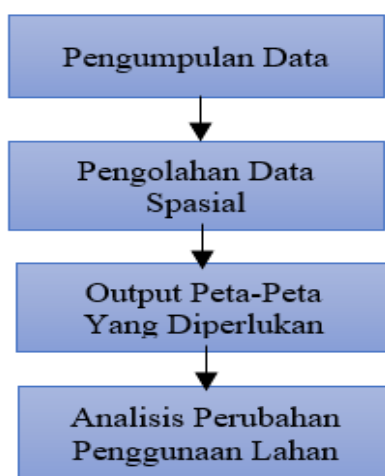 Pengumpulan Data
Pengolahan Data
Spasial
Output Peta-Peta
Yang Diperlukan
Analisis Perubahan
Penggunaan Lahan